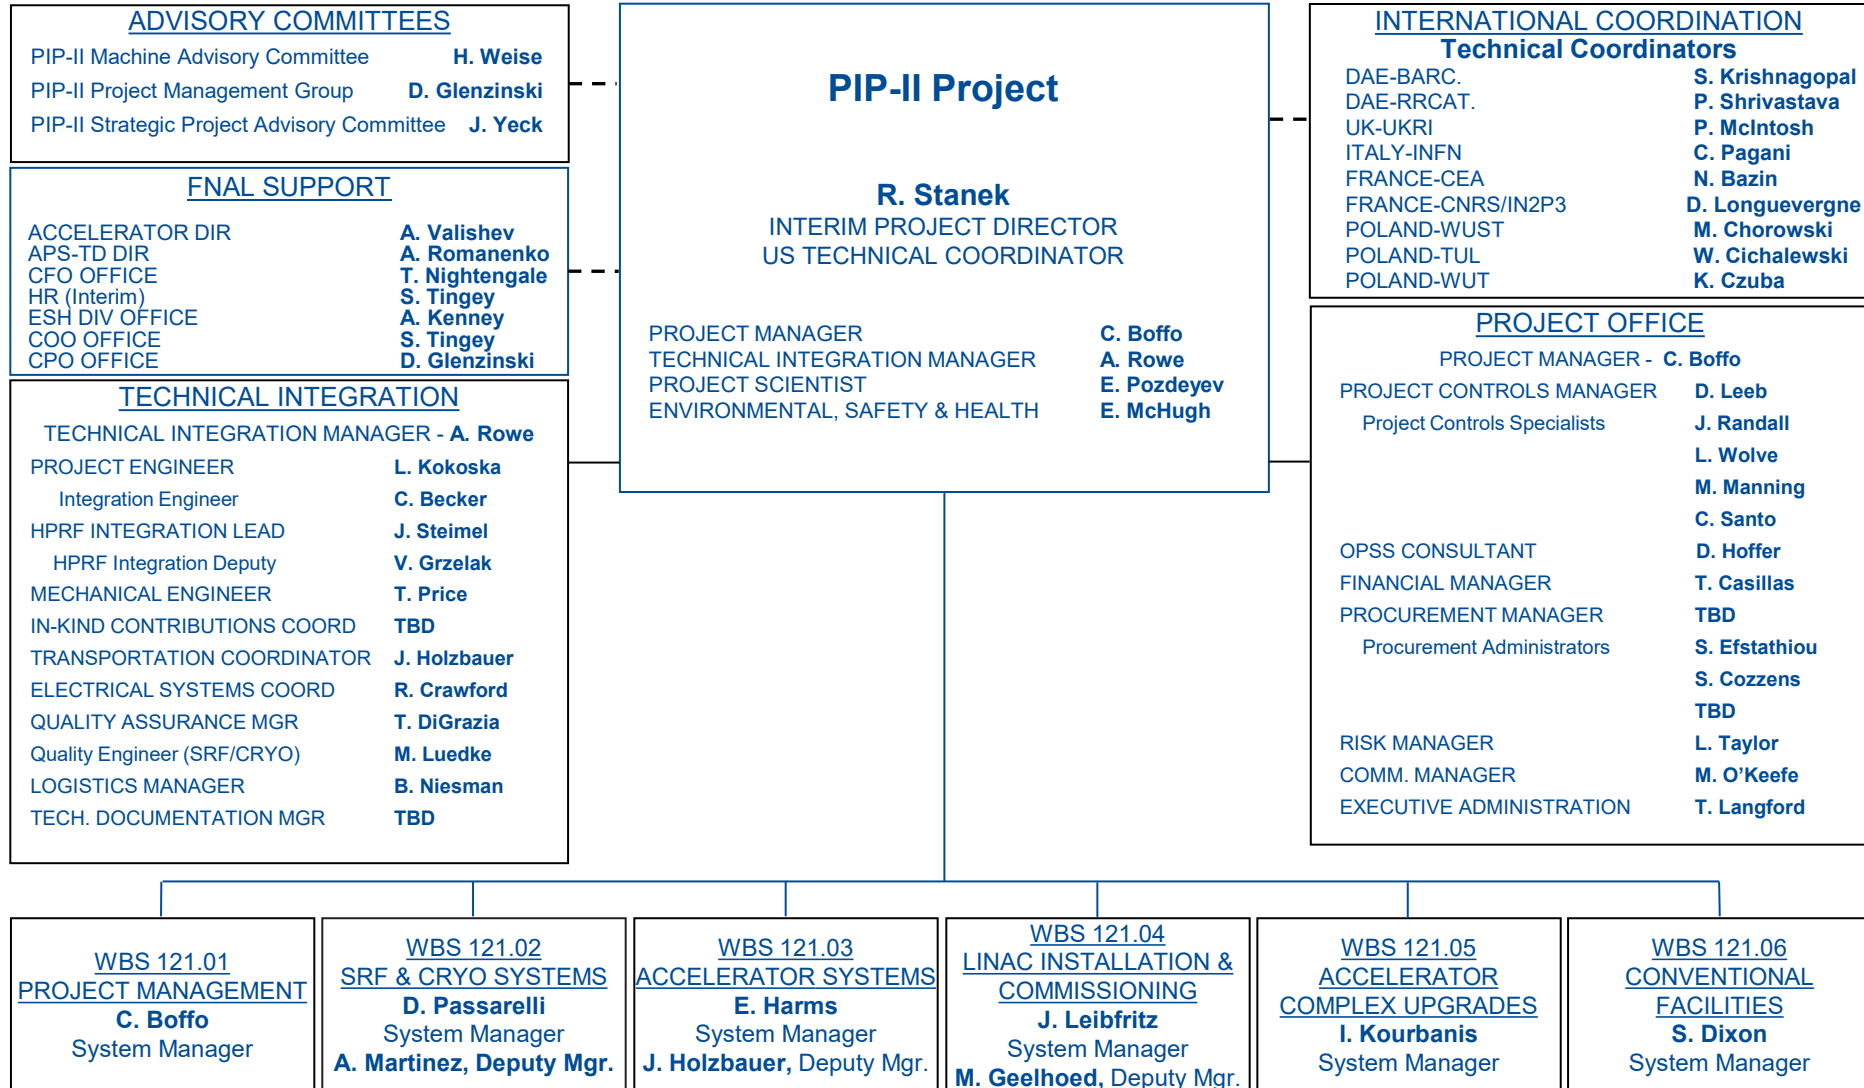 ADVISORY COMMITTEES
PIP-II Machine Advisory Committee H. Weise
PIP-II Project Management Group D. Glenzinski
PIP-II Strategic Project Advisory Committee J. Yeck
FNAL SUPPORT
ACCELERATOR DIR A. Valishev
APS-TD DIR A. Romanenko
CFO OFFICE T. Nightengale
HR (Interim) S. Tingey
ESH DIV OFFICE A. Kenney
COO OFFICE S. Tingey
CPO OFFICE D. Glenzinski
TECHNICAL INTEGRATION
TECHNICAL INTEGRATION MANAGER - A. Rowe
PROJECT ENGINEER L. Kokoska
Integration Engineer C. Becker
HPRF INTEGRATION LEAD J. Steimel
HPRF Integration Deputy V. Grzelak
MECHANICAL ENGINEER T. Price
IN-KIND CONTRIBUTIONS COORD TBD
TRANSPORTATION COORDINATOR J. Holzbauer
ELECTRICAL SYSTEMS COORD R. Crawford
QUALITY ASSURANCE MGR T. DiGrazia
Quality Engineer (SRF/CRYO) M. Luedke
LOGISTICS MANAGER B. Niesman
TECH. DOCUMENTATION MGR TBD
PIP-II Project
R. Stanek
INTERIM PROJECT DIRECTOR
US TECHNICAL COORDINATOR
PROJECT MANAGER C. Boffo
TECHNICAL INTEGRATION MANAGER A. Rowe
PROJECT SCIENTIST E. Pozdeyev
ENVIRONMENTAL, SAFETY & HEALTH E. McHugh
INTERNATIONAL COORDINATION
Technical Coordinators
DAE-BARC. S. Krishnagopal
DAE-RRCAT. P. Shrivastava
UK-UKRI P. McIntosh
ITALY-INFN C. Pagani
FRANCE-CEA N. Bazin
FRANCE-CNRS/IN2P3 D. Longuevergne
POLAND-WUST M. Chorowski
POLAND-TUL W. Cichalewski
POLAND-WUT K. Czuba
PROJECT OFFICE
PROJECT MANAGER - C. Boffo
PROJECT CONTROLS MANAGER D. Leeb
Project Controls Specialists J. Randall
L. Wolve
M. Manning
C. Santo
OPSS CONSULTANT D. Hoffer
FINANCIAL MANAGER T. Casillas
PROCUREMENT MANAGER TBD
Procurement Administrators S. Efstathiou
S. Cozzens
TBD
RISK MANAGER L. Taylor
COMM. MANAGER M. O'Keefe
EXECUTIVE ADMINISTRATION T. Langford
WBS 121.01
PROJECT MANAGEMENT
C. Boffo
System Manager
WBS 121.02
SRF & CRYO SYSTEMS
D. Passarelli
System Manager
A. Martinez, Deputy Mgr.
WBS 121.03
ACCELERATOR SYSTEMS
E. Harms
System Manager
J. Holzbauer, Deputy Mgr.
WBS 121.04
LINAC INSTALLATION &
COMMISSIONING
J. Leibfritz
System Manager
M. Geelhoed, Deputy Mgr.
WBS 121.05
ACCELERATOR
COMPLEX UPGRADES
I. Kourbanis
System Manager
WBS 121.06
CONVENTIONAL
FACILITIES
S. Dixon
System Manager